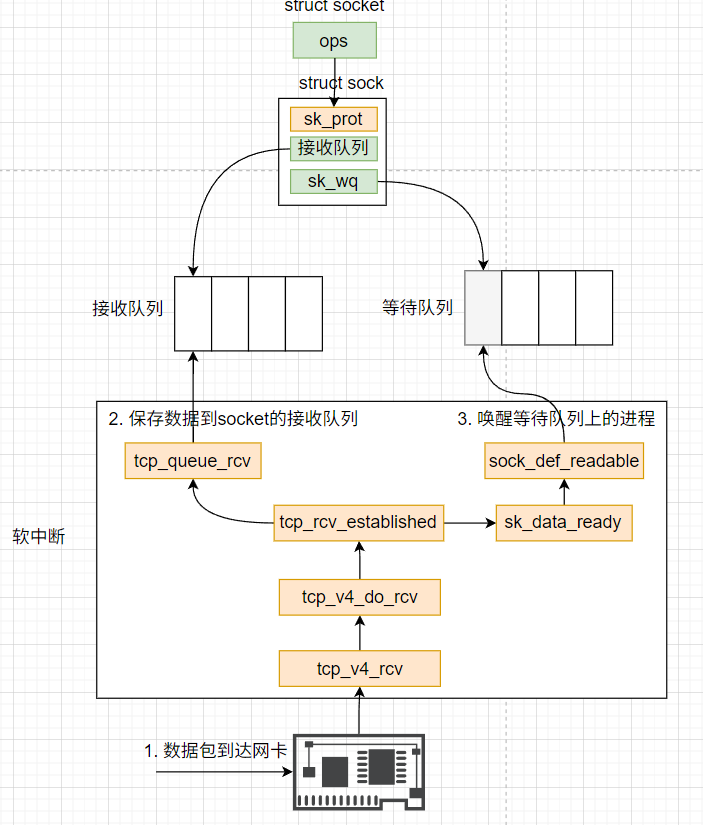 struct socket
ops
struct sock
sk_prot
接收队列
sk_wq
接收队列
等待队列
2. 保存数据到socket的接收队列
3. 唤醒等待队列上的进程
tcp_queue_rcv
sock_def_readable
tcp_rcv_established
sk_data_ready
软中断
tcp_v4_do_rcv
tcp_v4_rcv
1. 数据包到达网卡